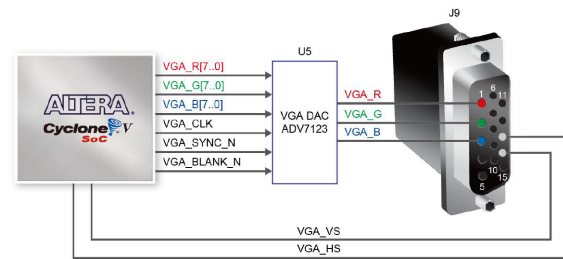 J9
U5
VGA_R[7..0]
VGA_G[7..0]
VGA_B[7..0]
VGA_CLK
VGA_SYNC_N
VGA_BLANK_N
ALTERA.
Cyclone V
SoC
VGA DAC
ADV7123
VGA_R
VGA_G
VGA_B
1
6
11
5
10
15
VGA_VS
VGA_HS